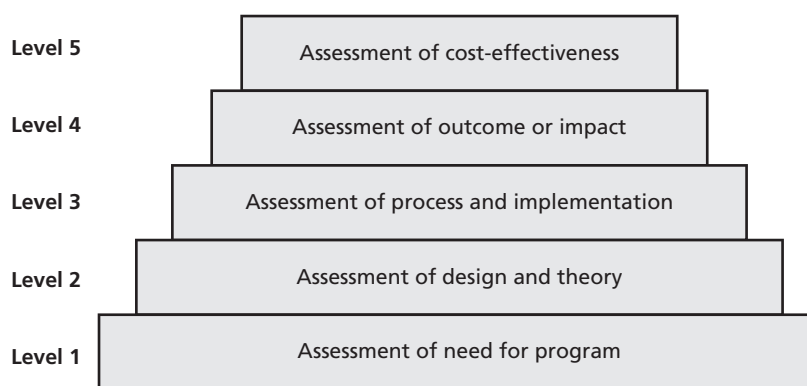 Level 5 Assessment of cost-effectiveness
Level 4 Assessment of outcome or impact
Level 3 Assessment of process and implementation
Level 2 Assessment of design and theory
Level 1 Assessment of need for program